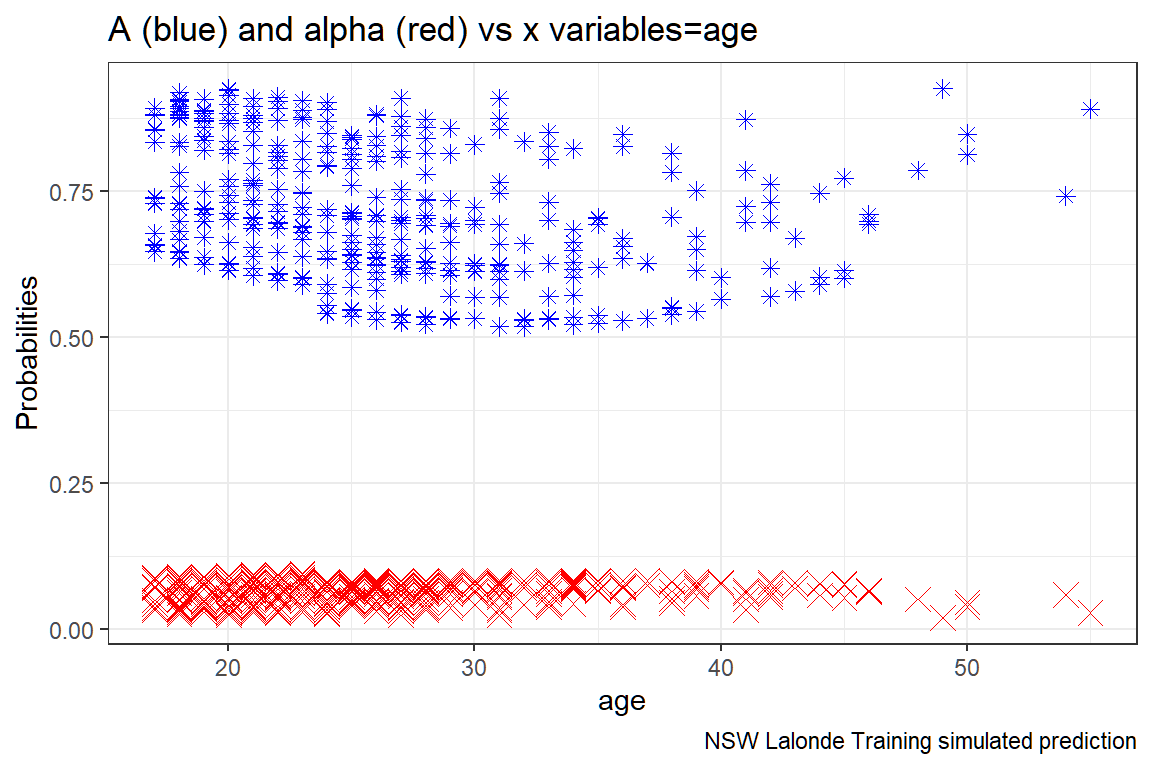 A (blue) and alpha (red) vs x variables=age
Probabilities
0.75
0.50
0.25
0.00
20 30 40 50
age
NSW Lalonde Training simulated prediction